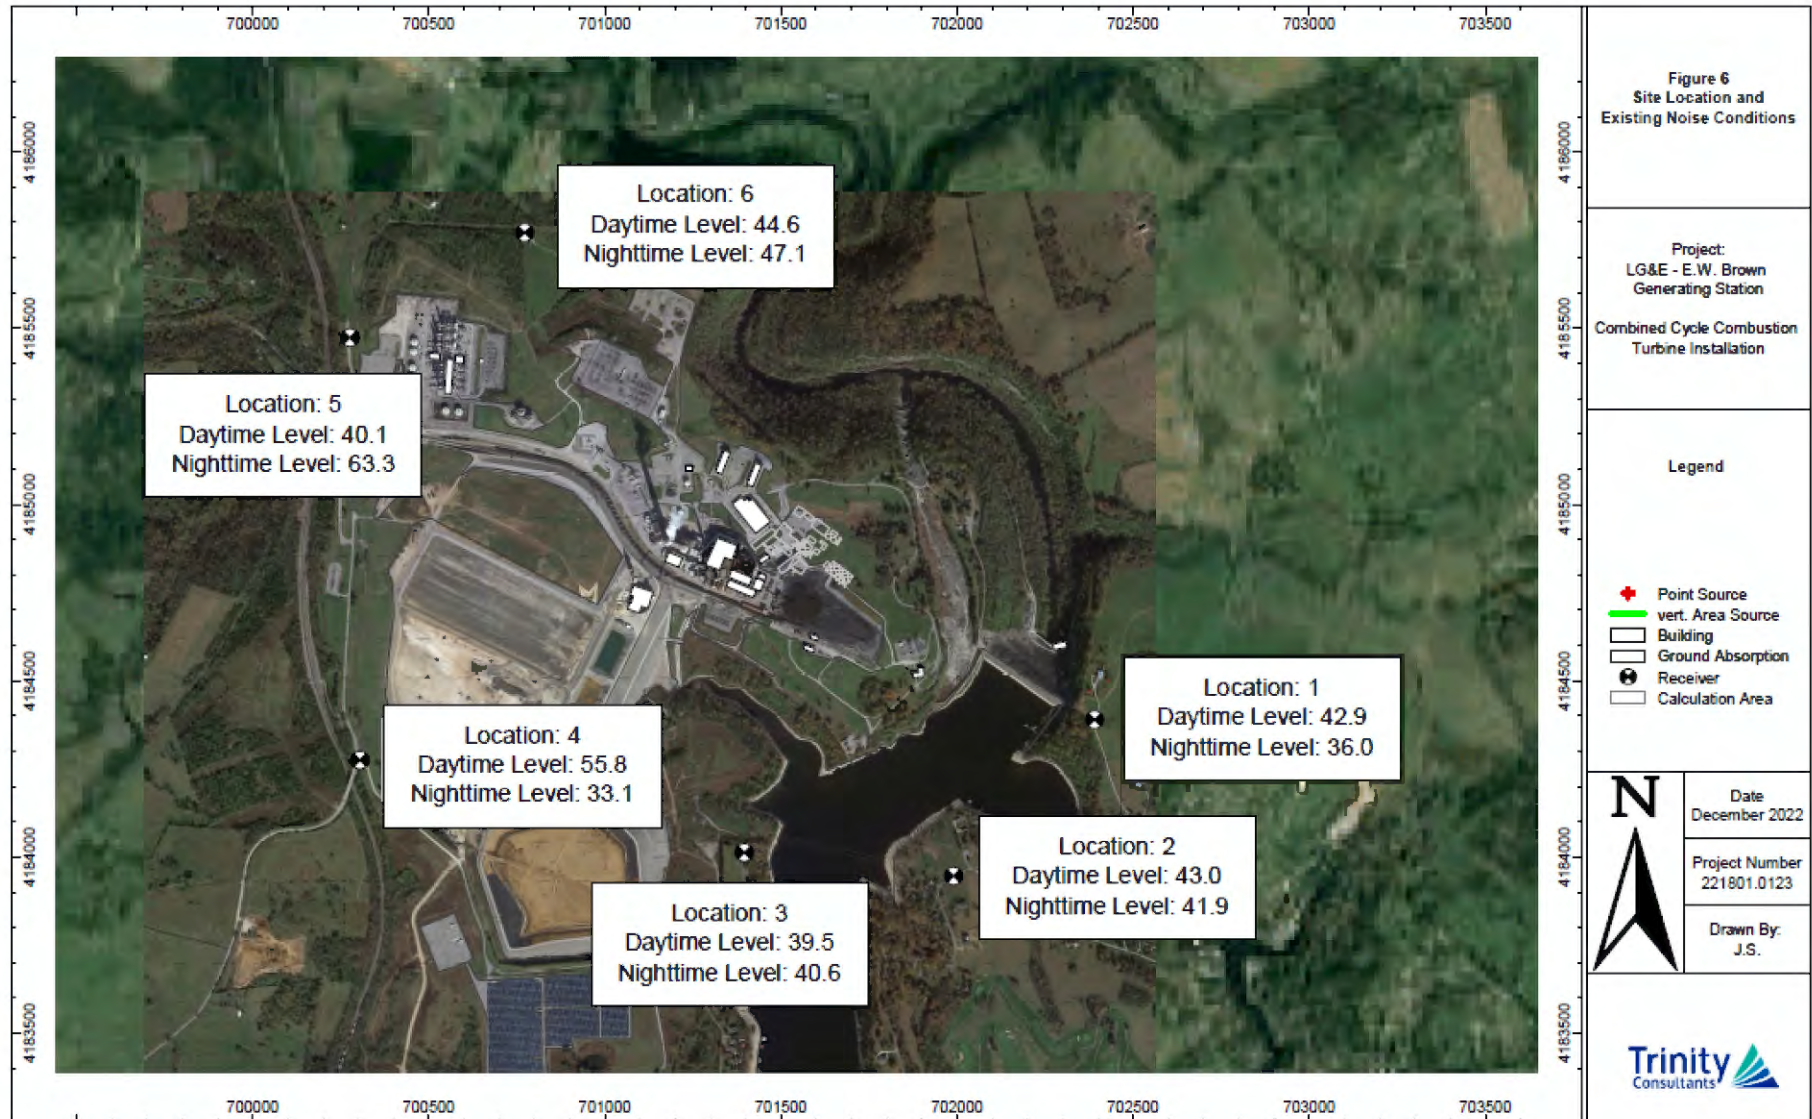 700000 700500 701000 701500 702000 702500 703000 703500
4186000
4185500
4185000
4184500
4184000
4183500
Location: 6
Daytime Level: 44.6
Nighttime Level: 47.1
Location: 5
Daytime Level: 40.1
Nighttime Level: 63.3
Location: 4
Daytime Level: 55.8
Nighttime Level: 33.1
Location: 1
Daytime Level: 42.9
Nighttime Level: 36.0
Location: 2
Daytime Level: 43.0
Nighttime Level: 41.9
Location: 3
Daytime Level: 39.5
Nighttime Level: 40.6
4186000
4185500
4185000
4184500
4184000
4183500
700000 700500 701000 701500 702000 702500 703000 703500
Figure 6
Site Location and
Existing Noise Conditions
Project:
LG&E - E.W. Brown
Generating Station
Combined Cycle Combustion
Turbine Installation
Legend
Point Source
vert. Area Source
Building
Ground Absorption
Receiver
Calculation Area
N
Date
December 2022
Project Number
221801.0123
Drawn By:
J.S.
Trinity
Consultants